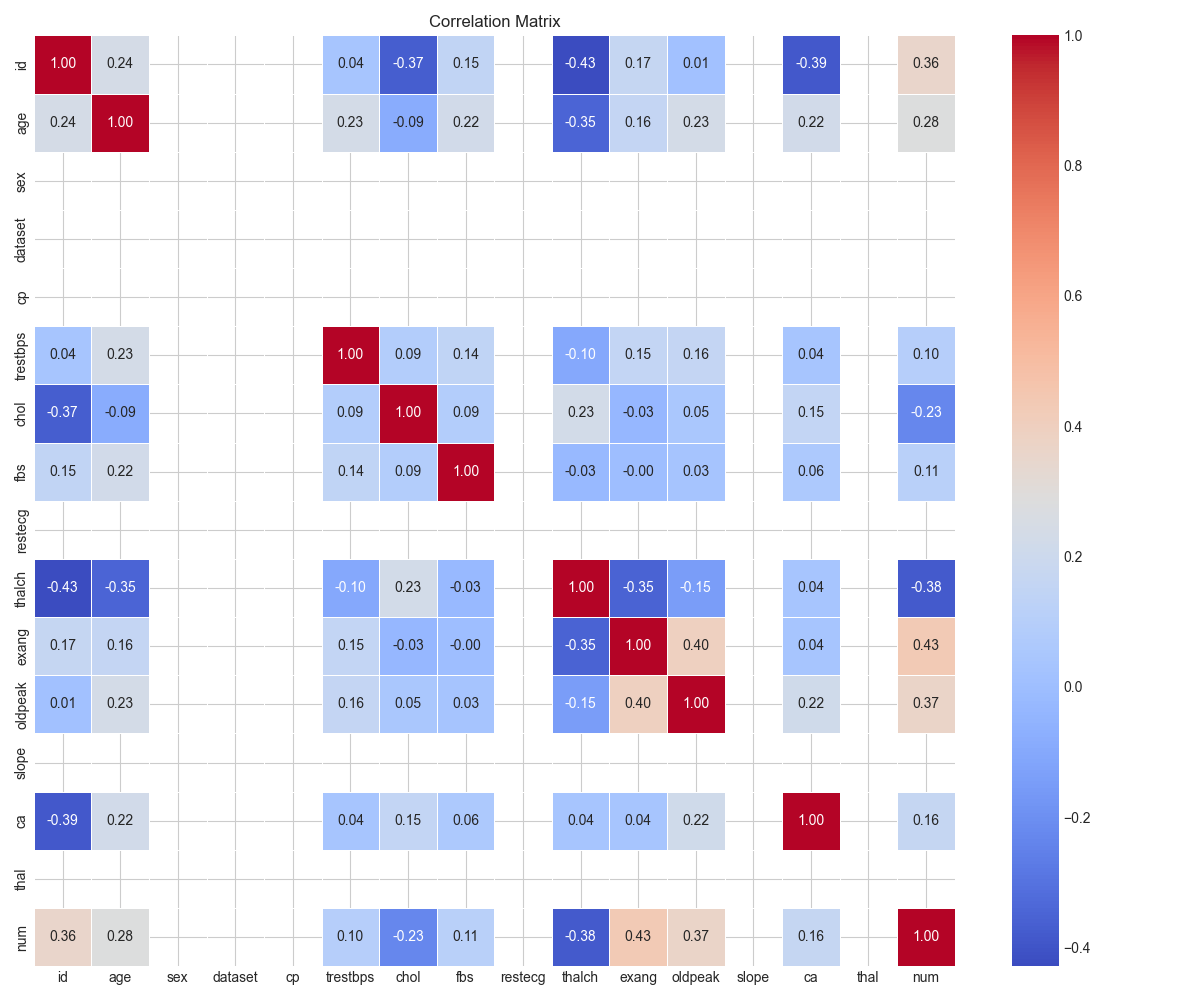 Correlation Matrix
id 1.00 0.24 0.04 -0.37 0.15 -0.43 0.17 0.01 -0.39 0.36
age 0.24 1.00 0.23 -0.09 0.22 -0.35 0.16 0.23 0.22 0.28
sex
dataset
cp
trestbps 0.04 0.23 1.00 0.09 0.14 -0.10 0.15 0.16 0.04 0.10
chol -0.37 -0.09 0.09 1.00 0.09 0.23 -0.03 0.05 0.15 -0.23
fbs 0.15 0.22 0.14 0.09 1.00 -0.03 -0.00 0.03 0.06 0.11
restecg
thalch -0.43 -0.35 -0.10 0.23 -0.03 1.00 -0.35 -0.15 0.04 -0.38
exang 0.17 0.16 0.15 -0.03 -0.00 -0.35 1.00 0.40 0.04 0.43
oldpeak 0.01 0.23 0.16 0.05 0.03 -0.15 0.40 1.00 0.22 0.37
slope
ca -0.39 0.22 0.04 0.15 0.06 0.04 0.04 0.22 1.00 0.16
thal
num 0.36 0.28 0.10 -0.23 0.11 -0.38 0.43 0.37 0.16 1.00
id age sex dataset cp trestbps chol fbs restecg thalch exang oldpeak slope ca thal num
1.0
0.8
0.6
0.4
0.2
0.0
−0.2
−0.4